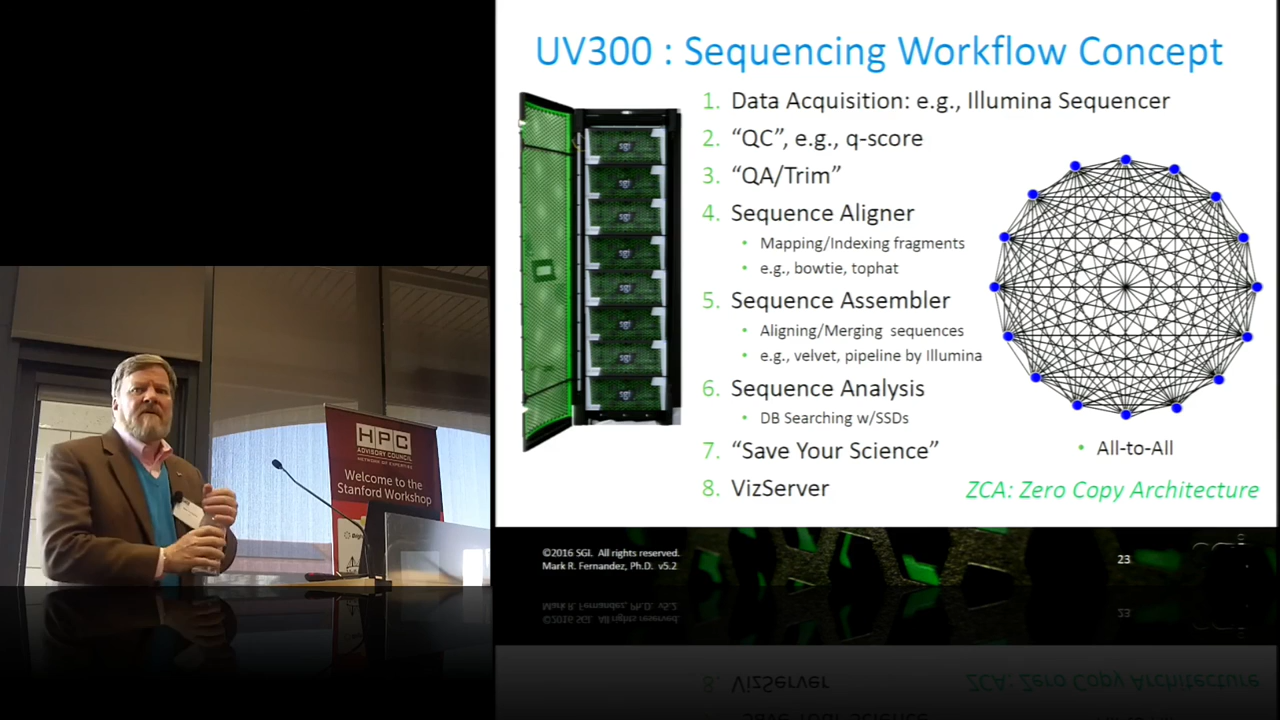 UV300 : Sequencing Workflow Concept
1. Data Acquisition: e.g., Illumina Sequencer
2. “QC”, e.g., q-score
3. “QA/Trim”
4. Sequence Aligner
• Mapping/Indexing fragments
• e.g., bowtie, tophat
5. Sequence Assembler
• Aligning/Merging sequences
• e.g., velvet, pipeline by Illumina
6. Sequence Analysis
• DB Searching w/SSDs
7. “Save Your Science”
8. VizServer
• All-to-All
ZCA: Zero Copy Architecture
©2016 SGI. All rights reserved.
Mark R. Fernandez, Ph.D. v5.2
23
HPC
ADVISORY COUNCIL
NETWORK OF EXPERTISE
Welcome to the
Stanford Workshop